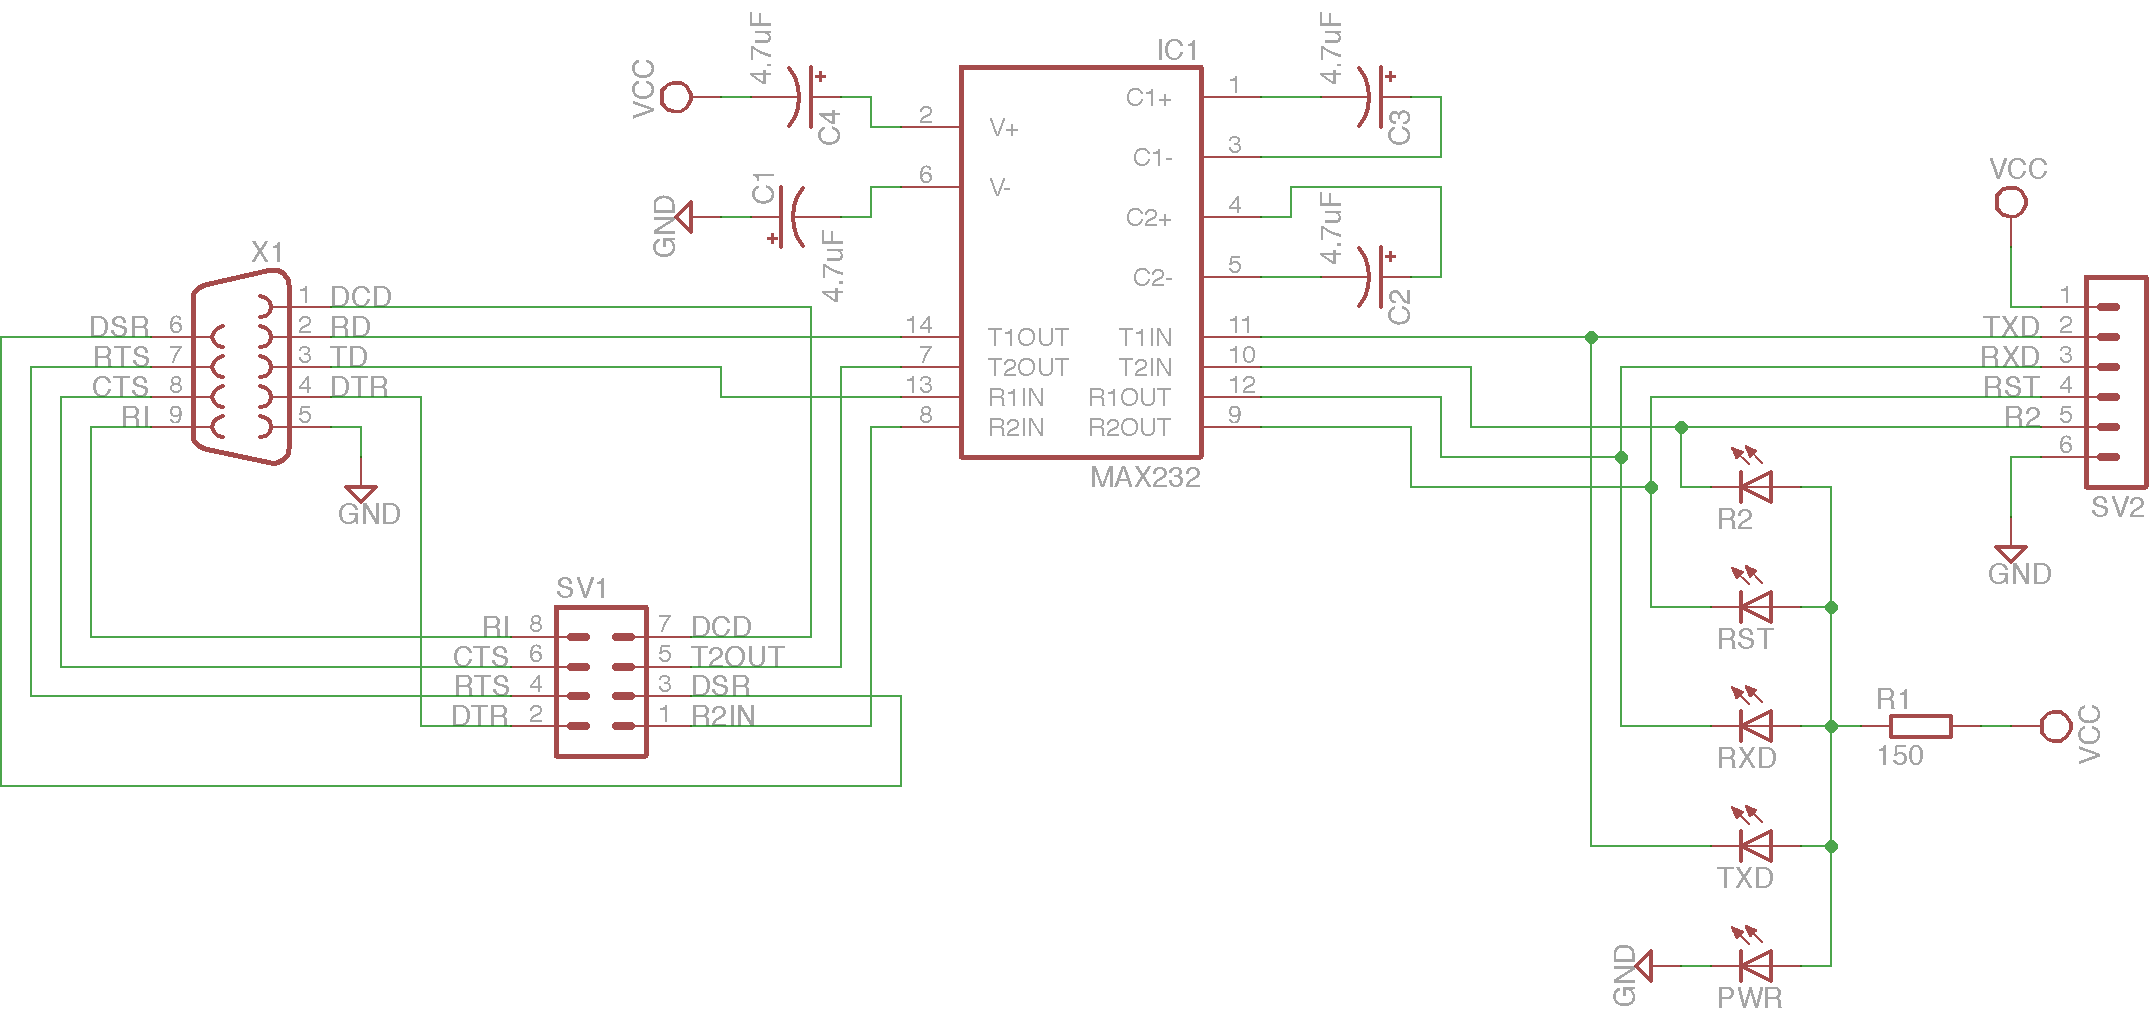 IC1
4.7uF
4.7uF
VCC
C4
2
V+
C1+
1
C3
C1-
3
6
V-
C1
GND
4.7uF
C2+
4
4.7uF
C2-
5
C2
VCC
X1
1 DCD
DSR 6
2 RD
RTS 7
3 TD
CTS 8
4 DTR
RI 9
5
GND
14 T1OUT T1IN 11
7 T2OUT T2IN 10
13 R1IN R1OUT 12
8 R2IN R2OUT 9
MAX232
1
TXD 2
RXD 3
RST 4
R2 5
6
SV2
GND
R2
RST
RXD
TXD
PWR
GND
R1
150
VCC
SV1
RI 8 7 DCD
CTS 6 5 T2OUT
RTS 4 3 DSR
DTR 2 1 R2IN